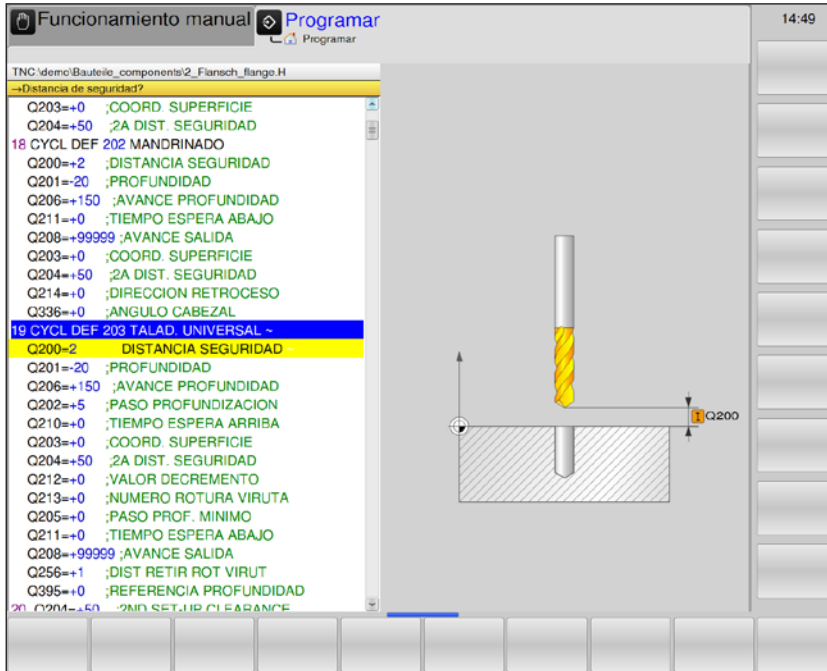 Funcionamiento manual
Programar
Programar
14:49
TNC:\demo\Bauteile_components\2_Flansch_flange.H
→Distancia de seguridad?
Q203=+0 ;COORD. SUPERFICIE
Q204=+50 ;2A DIST. SEGURIDAD
18 CYCL DEF 202 MANDRINADO
Q200=+2 ;DISTANCIA SEGURIDAD
Q201=-20 ;PROFUNDIDAD
Q206=+150 ;AVANCE PROFUNDIDAD
Q211=+0 ;TIEMPO ESPERA ABAJO
Q208=+99999 ;AVANCE SALIDA
Q203=+0 ;COORD. SUPERFICIE
Q204=+50 ;2A DIST. SEGURIDAD
Q214=+0 ;DIRECCION RETROCESO
Q336=+0 ;ANGULO CABEZAL
19 CYCL DEF 203 TALAD. UNIVERSAL ~
Q200=2 DISTANCIA SEGURIDAD ~
Q201=-20 ;PROFUNDIDAD
Q206=+150 ;AVANCE PROFUNDIDAD
Q202=+5 ;PASO PROFUNDIZACION
Q210=+0 ;TIEMPO ESPERA ARRIBA
Q203=+0 ;COORD. SUPERFICIE
Q204=+50 ;2A DIST. SEGURIDAD
Q212=+0 ;VALOR DECREMENTO
Q213=+0 ;NUMERO ROTURA VIRUTA
Q205=+0 ;PASO PROF. MINIMO
Q211=+0 ;TIEMPO ESPERA ABAJO
Q208=+99999 ;AVANCE SALIDA
Q256=+1 ;DIST RETIR ROT VIRUT
Q395=+0 ;REFERENCIA PROFUNDIDAD
20 Q204=+50 ;2ND SET-UP CLEARANCE
Q200